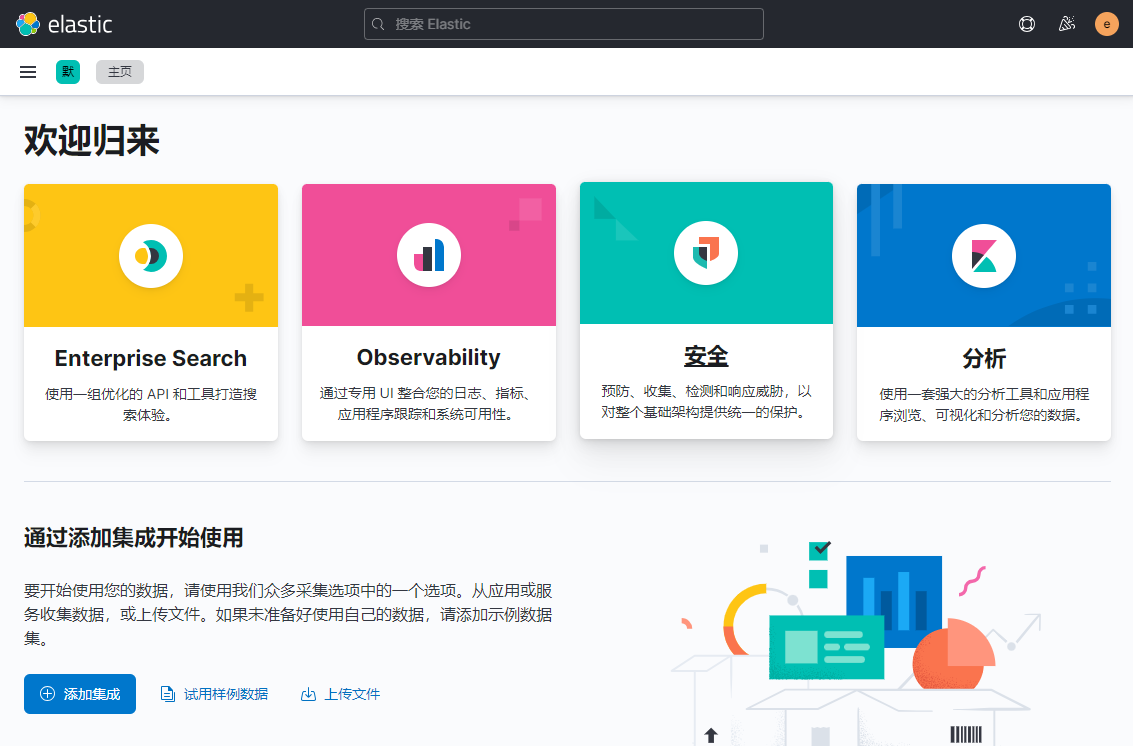 elastic
搜索 Elastic
e
默
主页
欢迎归来
Enterprise Search
使用一组优化的 API 和工具打造搜
索体验。
Observability
通过专用 UI 整合您的日志、指标、
应用程序跟踪和系统可用性。
安全
预防、收集、检测和响应威胁，以
对整个基础架构提供统一的保护。
分析
使用一套强大的分析工具和应用程
序浏览、可视化和分析您的数据。
通过添加集成开始使用
要开始使用您的数据，请使用我们众多采集选项中的一个选项。从应用或服
务收集数据，或上传文件。如果未准备好使用自己的数据，请添加示例数据
集。
添加集成
试用样例数据
上传文件